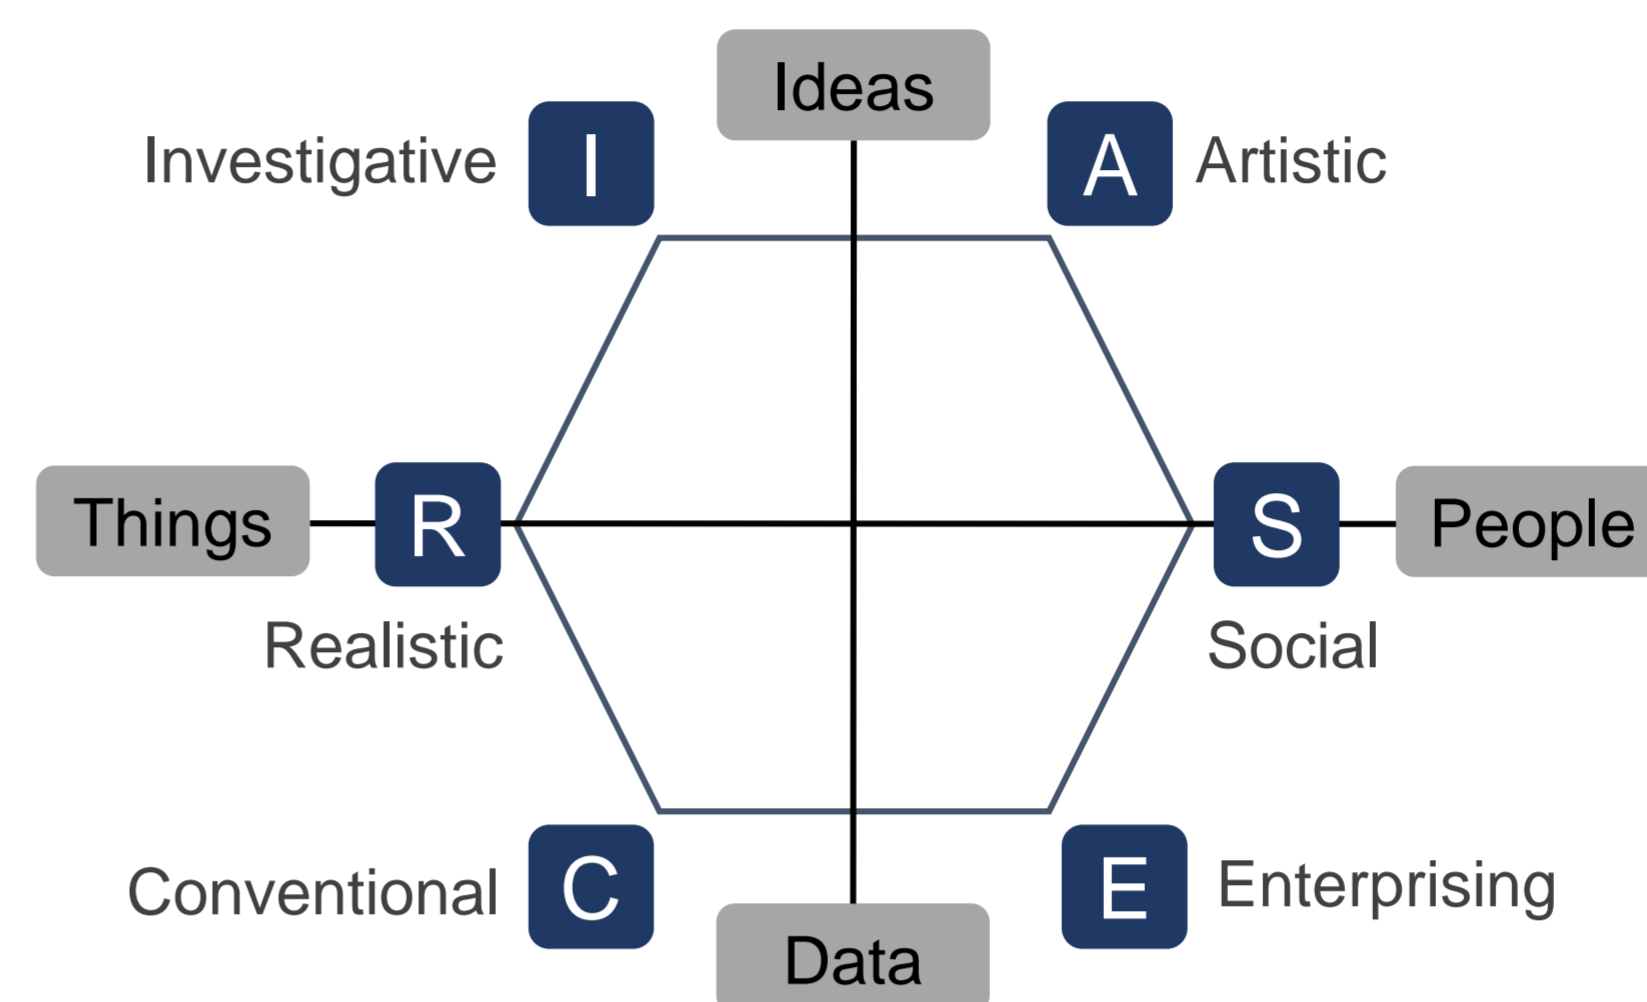 Ideas
Investigative I
A Artistic
Things R
S People
Realistic
Social
Conventional C
E Enterprising
Data